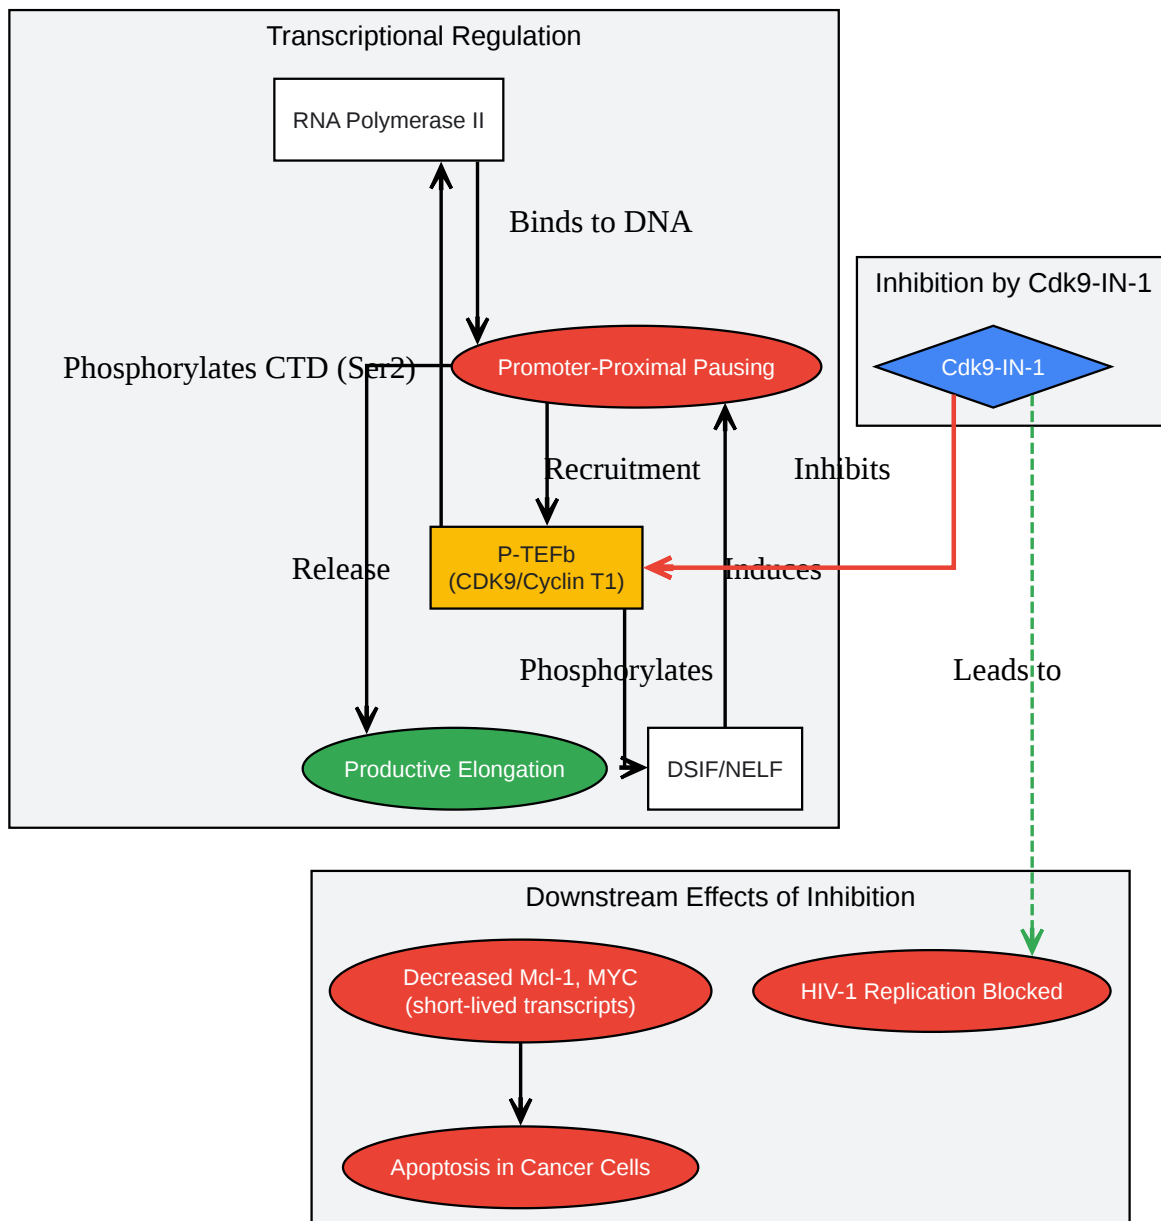 Transcriptional Regulation
RNA Polymerase II
Binds to DNA
Inhibition by Cdk9-IN-1
Phosphorylates CTD (Ser2)
Promoter-Proximal Pausing
Cdk9-IN-1
Recruitment
Inhibits
P-TEFb
(CDK9/Cyclin T1)
Release
Induces
Phosphorylates
Leads to
Productive Elongation
DSIF/NELF
Downstream Effects of Inhibition
Decreased Mcl-1, MYC
(short-lived transcripts)
HIV-1 Replication Blocked
Apoptosis in Cancer Cells